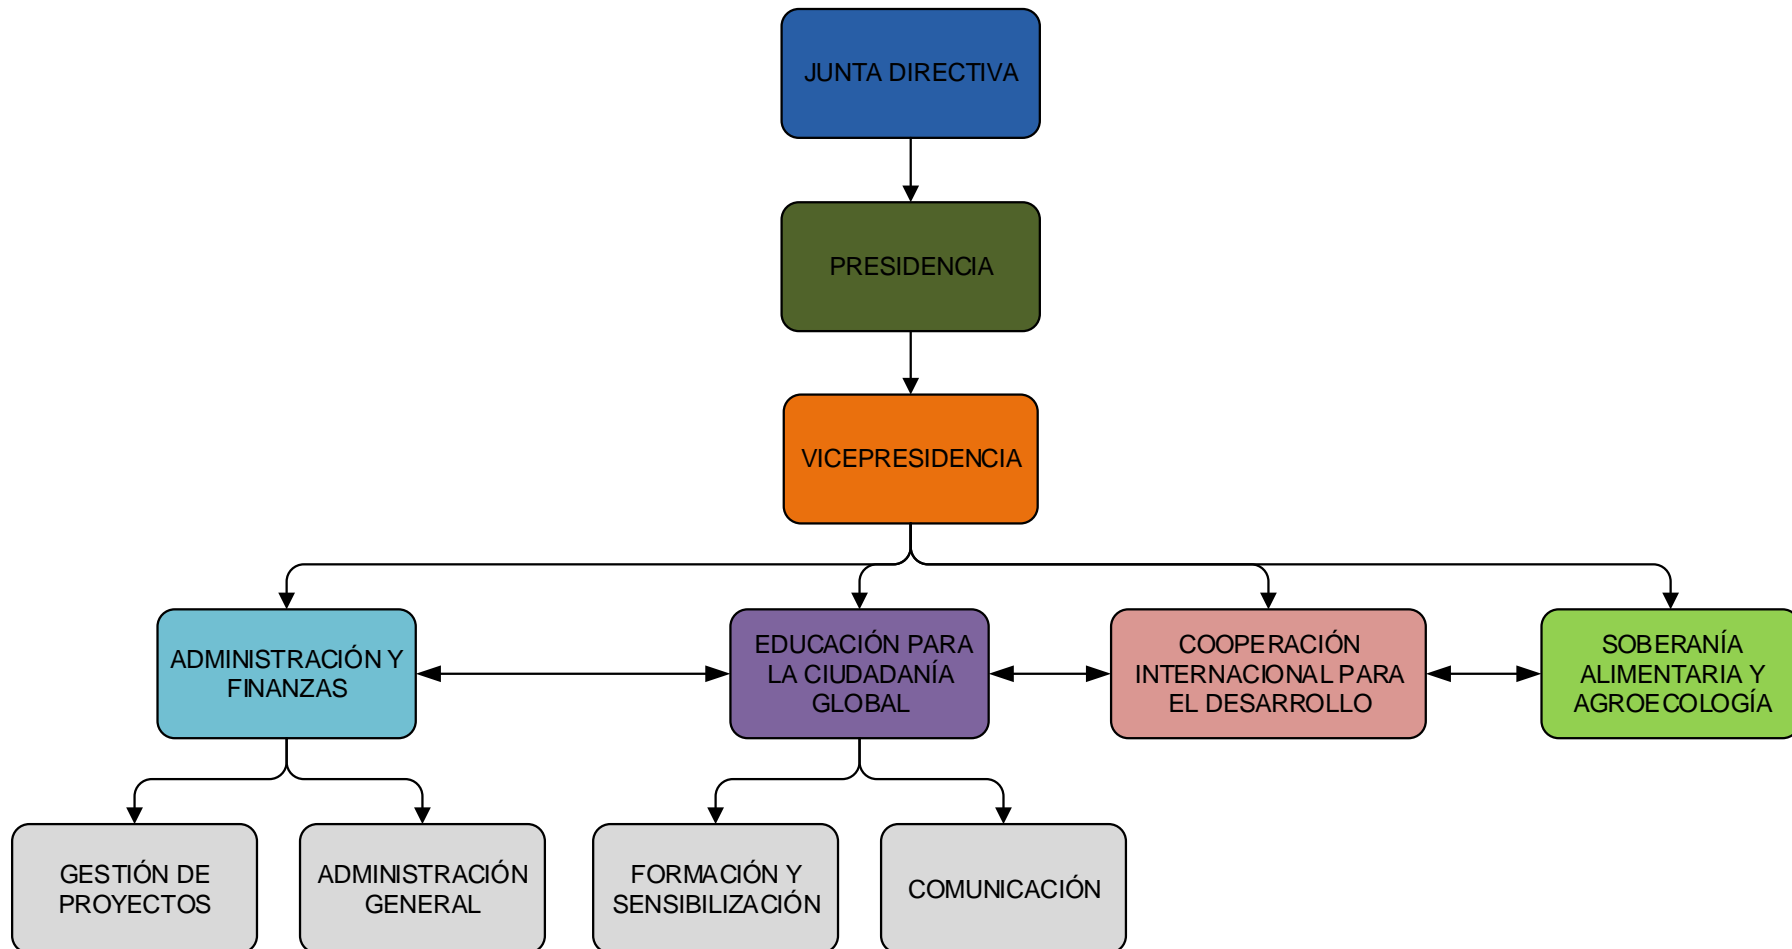 JUNTA DIRECTIVA
PRESIDENCIA
VICEPRESIDENCIA
ADMINISTRACIÓN Y
FINANZAS
EDUCACIÓN PARA
LA CIUDADANÍA
GLOBAL
COOPERACIÓN
INTERNACIONAL PARA
EL DESARROLLO
SOBERANÍA
ALIMENTARIA Y
AGROECOLOGÍA
GESTIÓN DE
PROYECTOS
ADMINISTRACIÓN
GENERAL
FORMACIÓN Y
SENSIBILIZACIÓN
COMUNICACIÓN